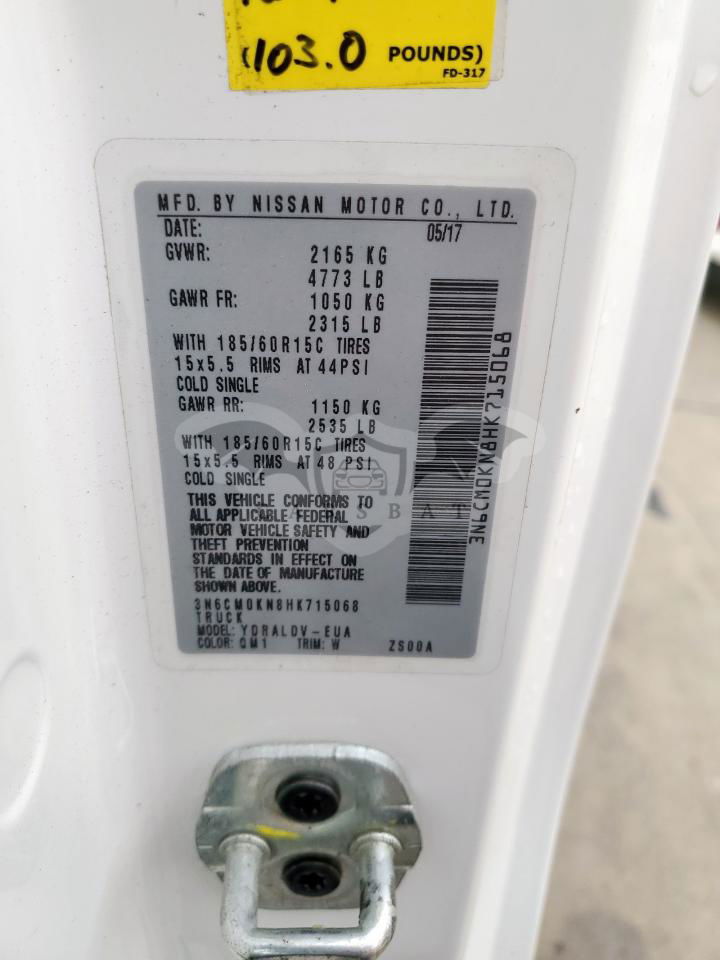 (103.0 POUNDS)
FD-317
MFD. BY NISSAN MOTOR CO., LTD.
DATE: 05/17
GVWR: 2165 KG
4773 LB
GAWR FR: 1050 KG
2315 LB
WITH 185/60R15C TIRES
15x5.5 RIMS AT 44PSI
COLD SINGLE
GAWR RR: 1150 KG
2535 LB
WITH 185/60R15C TIRES
15x5.5 RIMS AT 48 PSI
COLD SINGLE
THIS VEHICLE CONFORMS TO
ALL APPLICABLE FEDERAL
MOTOR VEHICLE SAFETY AND
THEFT PREVENTION
STANDARDS IN EFFECT ON
THE DATE OF MANUFACTURE
SHOWN ABOVE.
3N6CM0KN8HK715068
TRUCK
MODEL: YDRALDV-EUA
COLOR: QM1 TRIM: W ZS00A
3N6CM0KN8HK715068